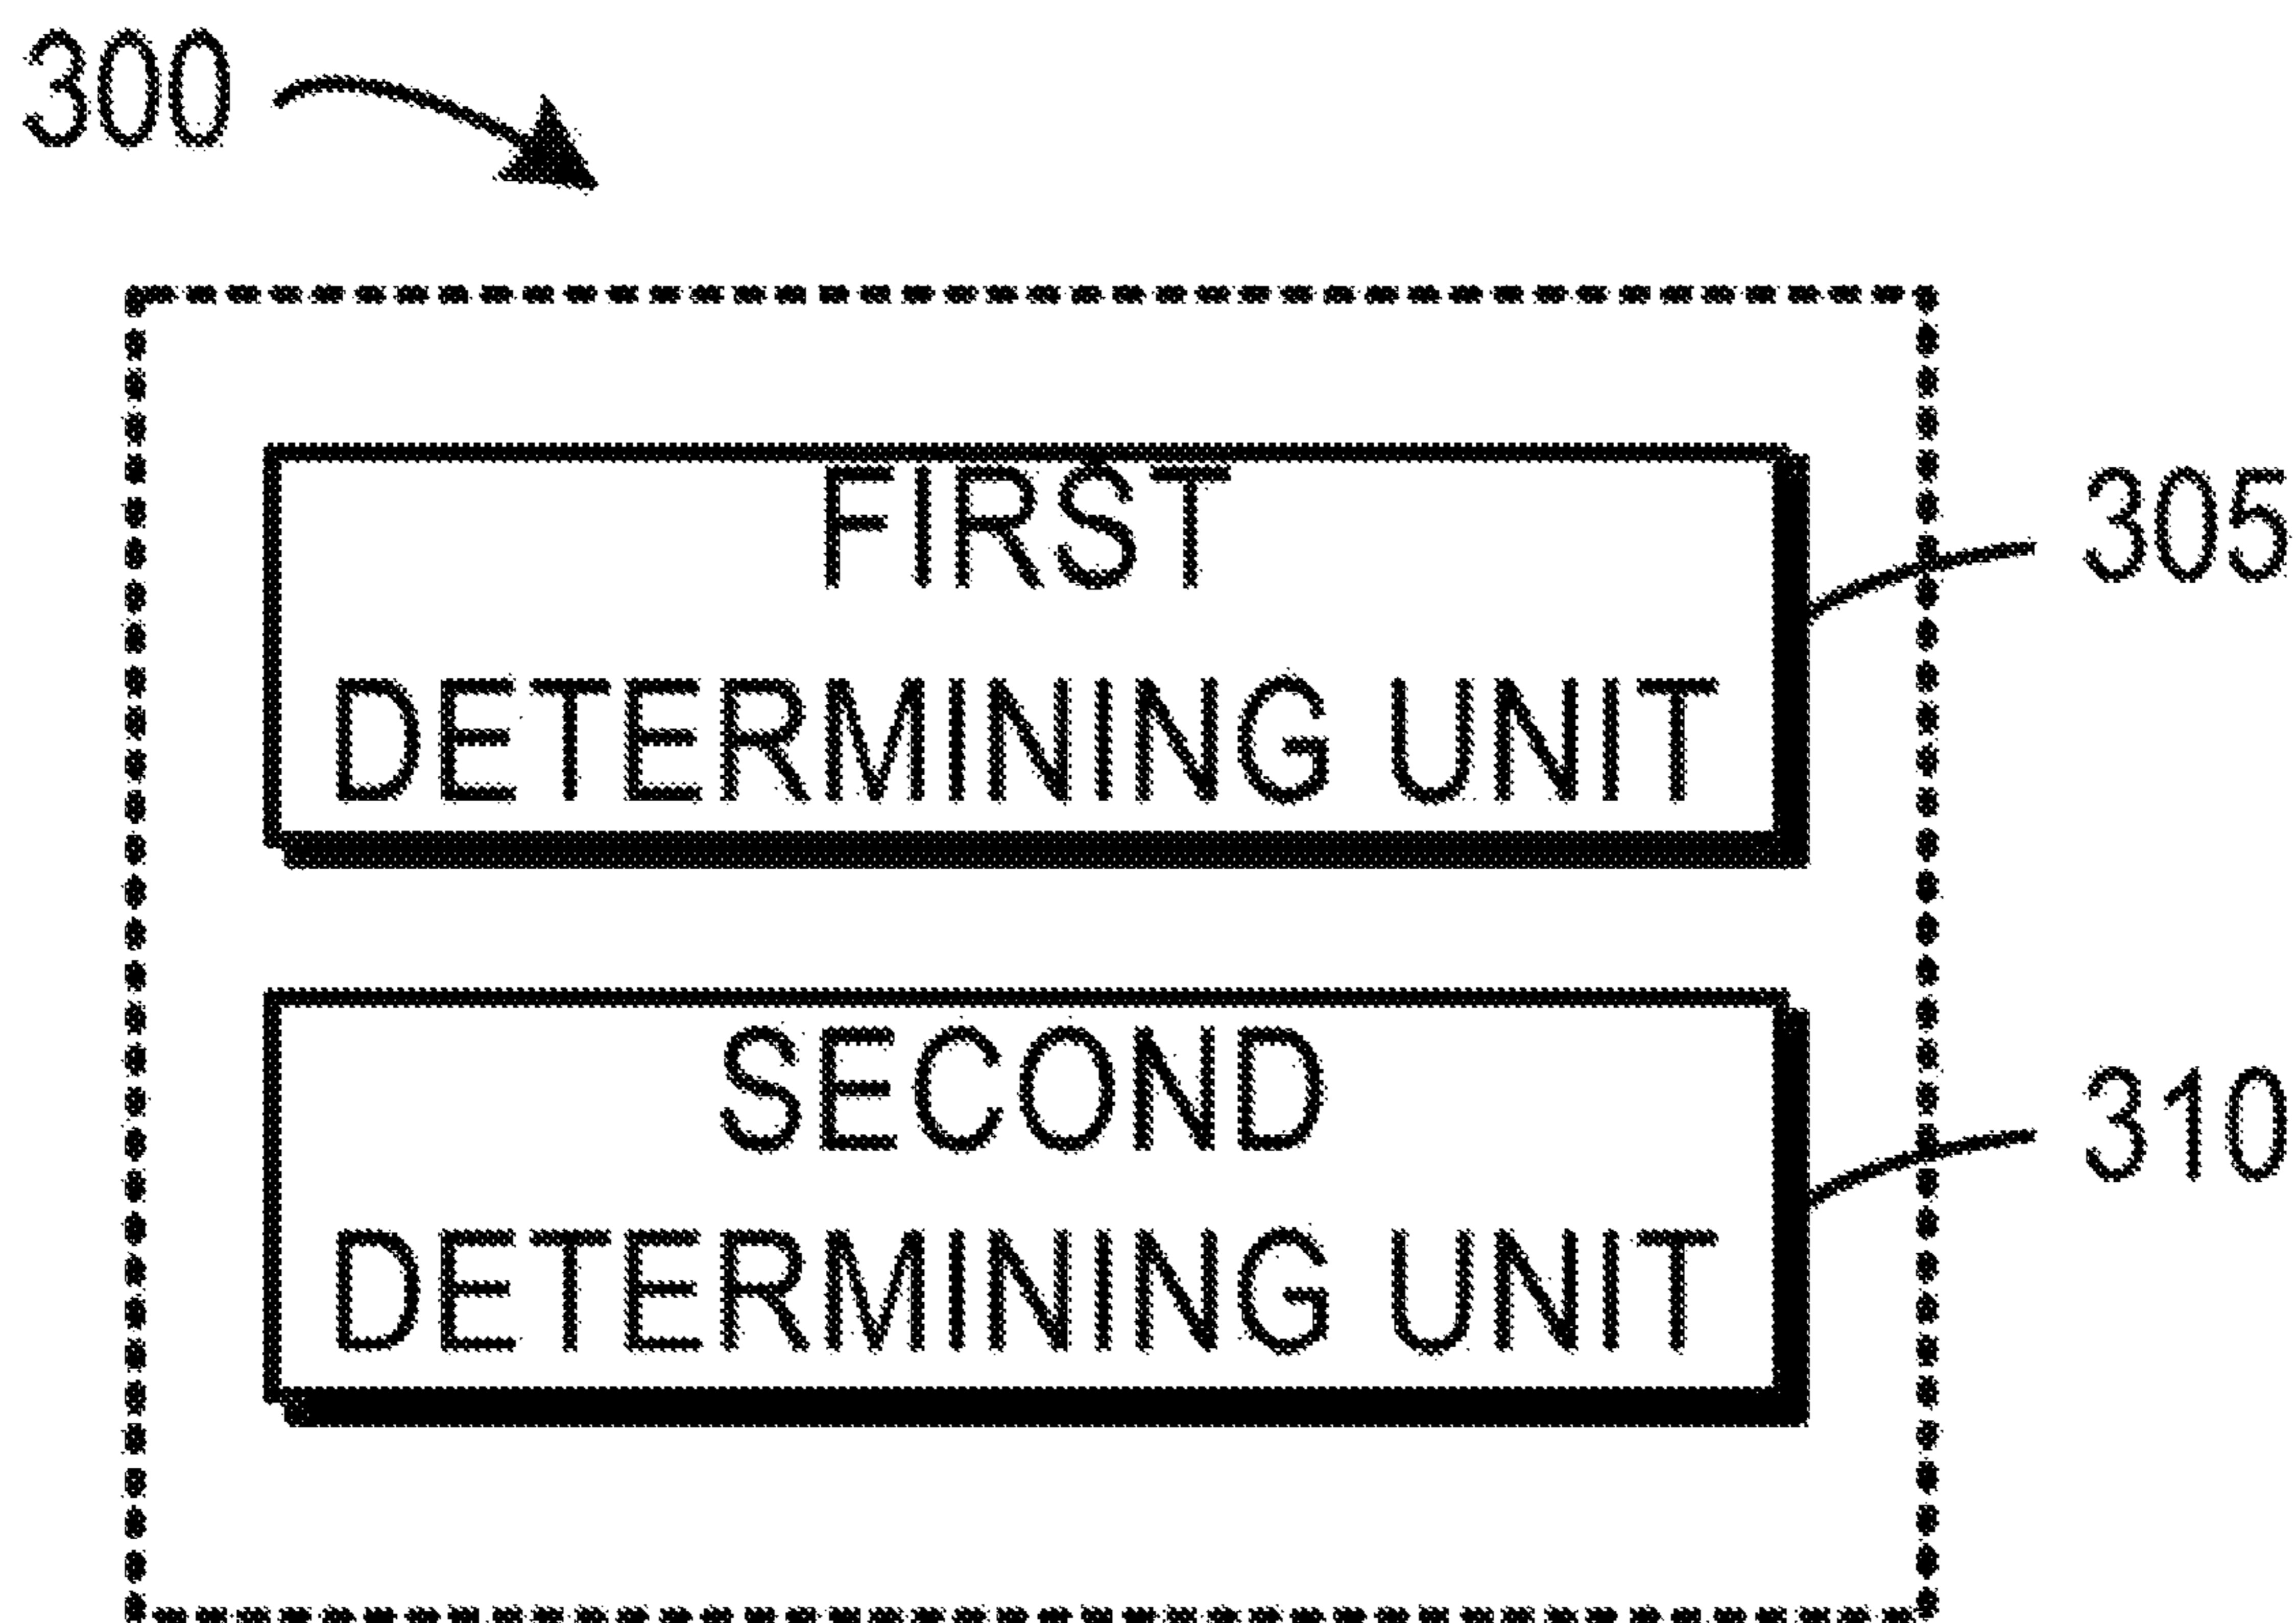 300
FIRST
DETERMINING UNIT
305
SECOND
DETERMINING UNIT
310